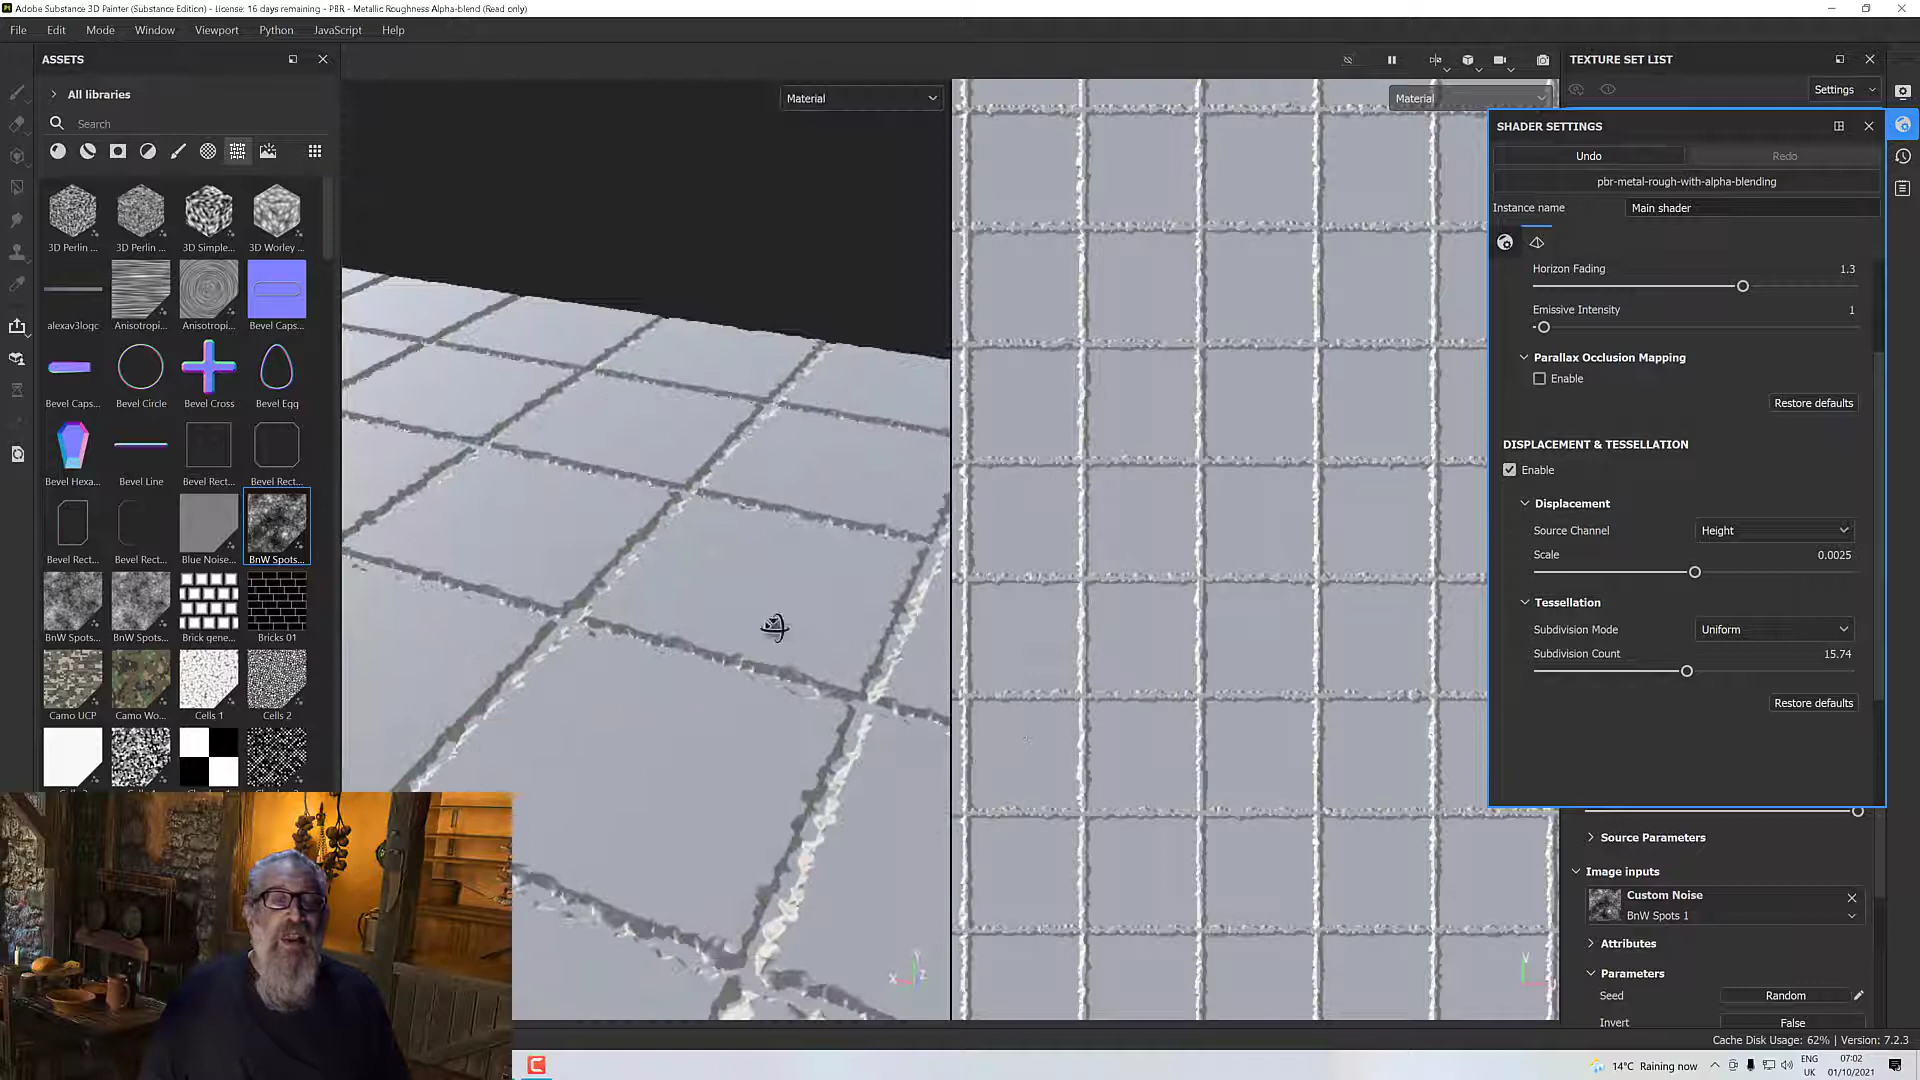 Adobe Substance 3D Painter (Substance Edition) - License: 16 days remaining - PBR - Metallic Roughness Alpha-blend (Read only)
File Edit Mode Window Viewport Python JavaScript Help
ASSETS
All libraries
Search
3D Perlin ... 3D Perlin ... 3D Simple... 3D Worley ...
alexav3loqc Anisotropi... Anisotropi... Bevel Caps...
Bevel Caps... Bevel Circle Bevel Cross Bevel Egg
Bevel Hexa... Bevel Line Bevel Rect... Bevel Rect...
Bevel Rect... Bevel Rect... Blue Noise... BnW Spots...
BnW Spots... BnW Spots... Brick gene... Bricks 01
Camo UCP Camo Wo... Cells 1 Cells 2
Material
Material
X Y Z
Y
TEXTURE SET LIST
Settings
SHADER SETTINGS
Undo Redo
pbr-metal-rough-with-alpha-blending
Instance name Main shader
Horizon Fading 1.3
Emissive Intensity 1
Parallax Occlusion Mapping
Enable
Restore defaults
DISPLACEMENT & TESSELLATION
Enable
Displacement
Source Channel Height
Scale 0.0025
Tessellation
Subdivision Mode Uniform
Subdivision Count 15.74
Restore defaults
Source Parameters
Image inputs
Custom Noise
BnW Spots 1
Attributes
Parameters
Seed Random
Invert False
Cache Disk Usage: 62% | Version: 7.2.3
14°C Raining now
ENG
UK
07:02
01/10/2021